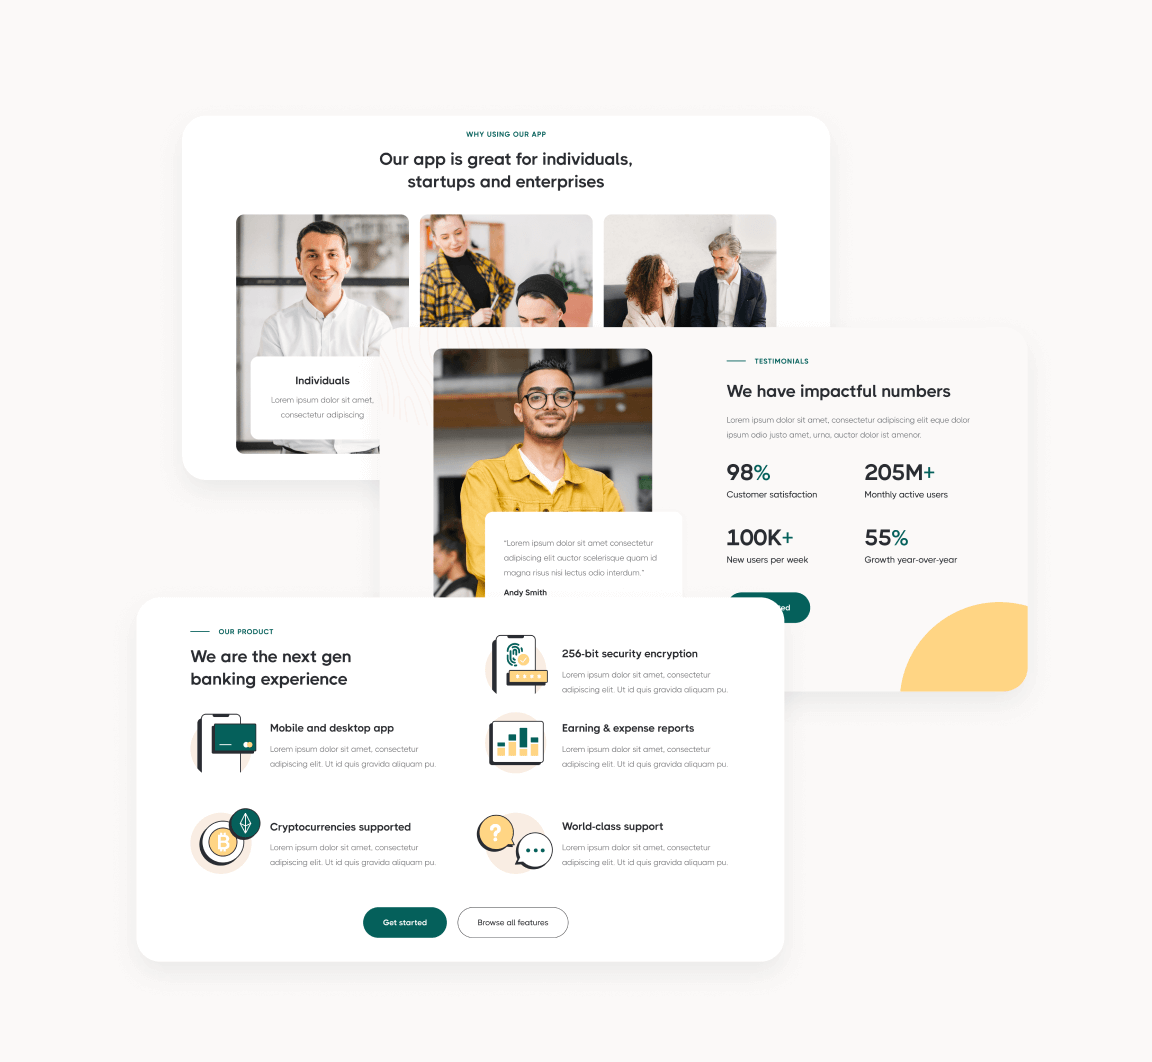 WHY USING OUR APP
Our app is great for individuals,
startups and enterprises
Individuals
Lorem ipsum dolor sit amet,
consectetur adipiscing
TESTIMONIALS
We have impactful numbers
Lorem ipsum dolor sit amet, consectetur adipiscing elit eque dolor
ipsum odio justo amet, urna, auctor dolor ist amenor.
98%
Customer satisfaction
205M+
Monthly active users
100K+
New users per week
55%
Growth year-over-year
"Lorem ipsum dolor sit amet consectetur
adipiscing elit auctor scelerisque quam id
magna risus nisi lectus odio interdum."
Andy Smith
OUR PRODUCT
We are the next gen
banking experience
256-bit security encryption
Lorem ipsum dolor sit amet, consectetur
adipiscing elit. Ut id quis gravida aliquam pu.
Mobile and desktop app
Lorem ipsum dolor sit amet, consectetur
adipiscing elit. Ut id quis gravida aliquam pu.
Earning & expense reports
Lorem ipsum dolor sit amet, consectetur
adipiscing elit. Ut id quis gravida aliquam pu.
Cryptocurrencies supported
Lorem ipsum dolor sit amet, consectetur
adipiscing elit. Ut id quis gravida aliquam pu.
World-class support
Lorem ipsum dolor sit amet, consectetur
adipiscing elit. Ut id quis gravida aliquam pu.
Get started
Browse all features